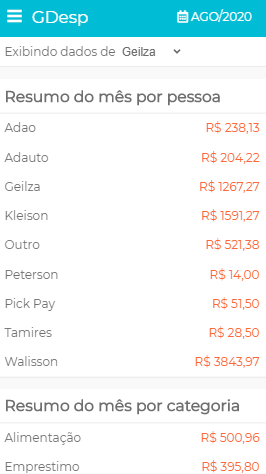 GDesp AGO/2020
Exibindo dados de Geilza
Resumo do mês por pessoa
Adao R$ 238,13
Adauto R$ 204,22
Geilza R$ 1267,27
Kleison R$ 1591,27
Outro R$ 521,38
Peterson R$ 14,00
Pick Pay R$ 51,50
Tamires R$ 28,50
Walisson R$ 3843,97
Resumo do mês por categoria
Alimentação R$ 500,96
Emprestimo R$ 395,80